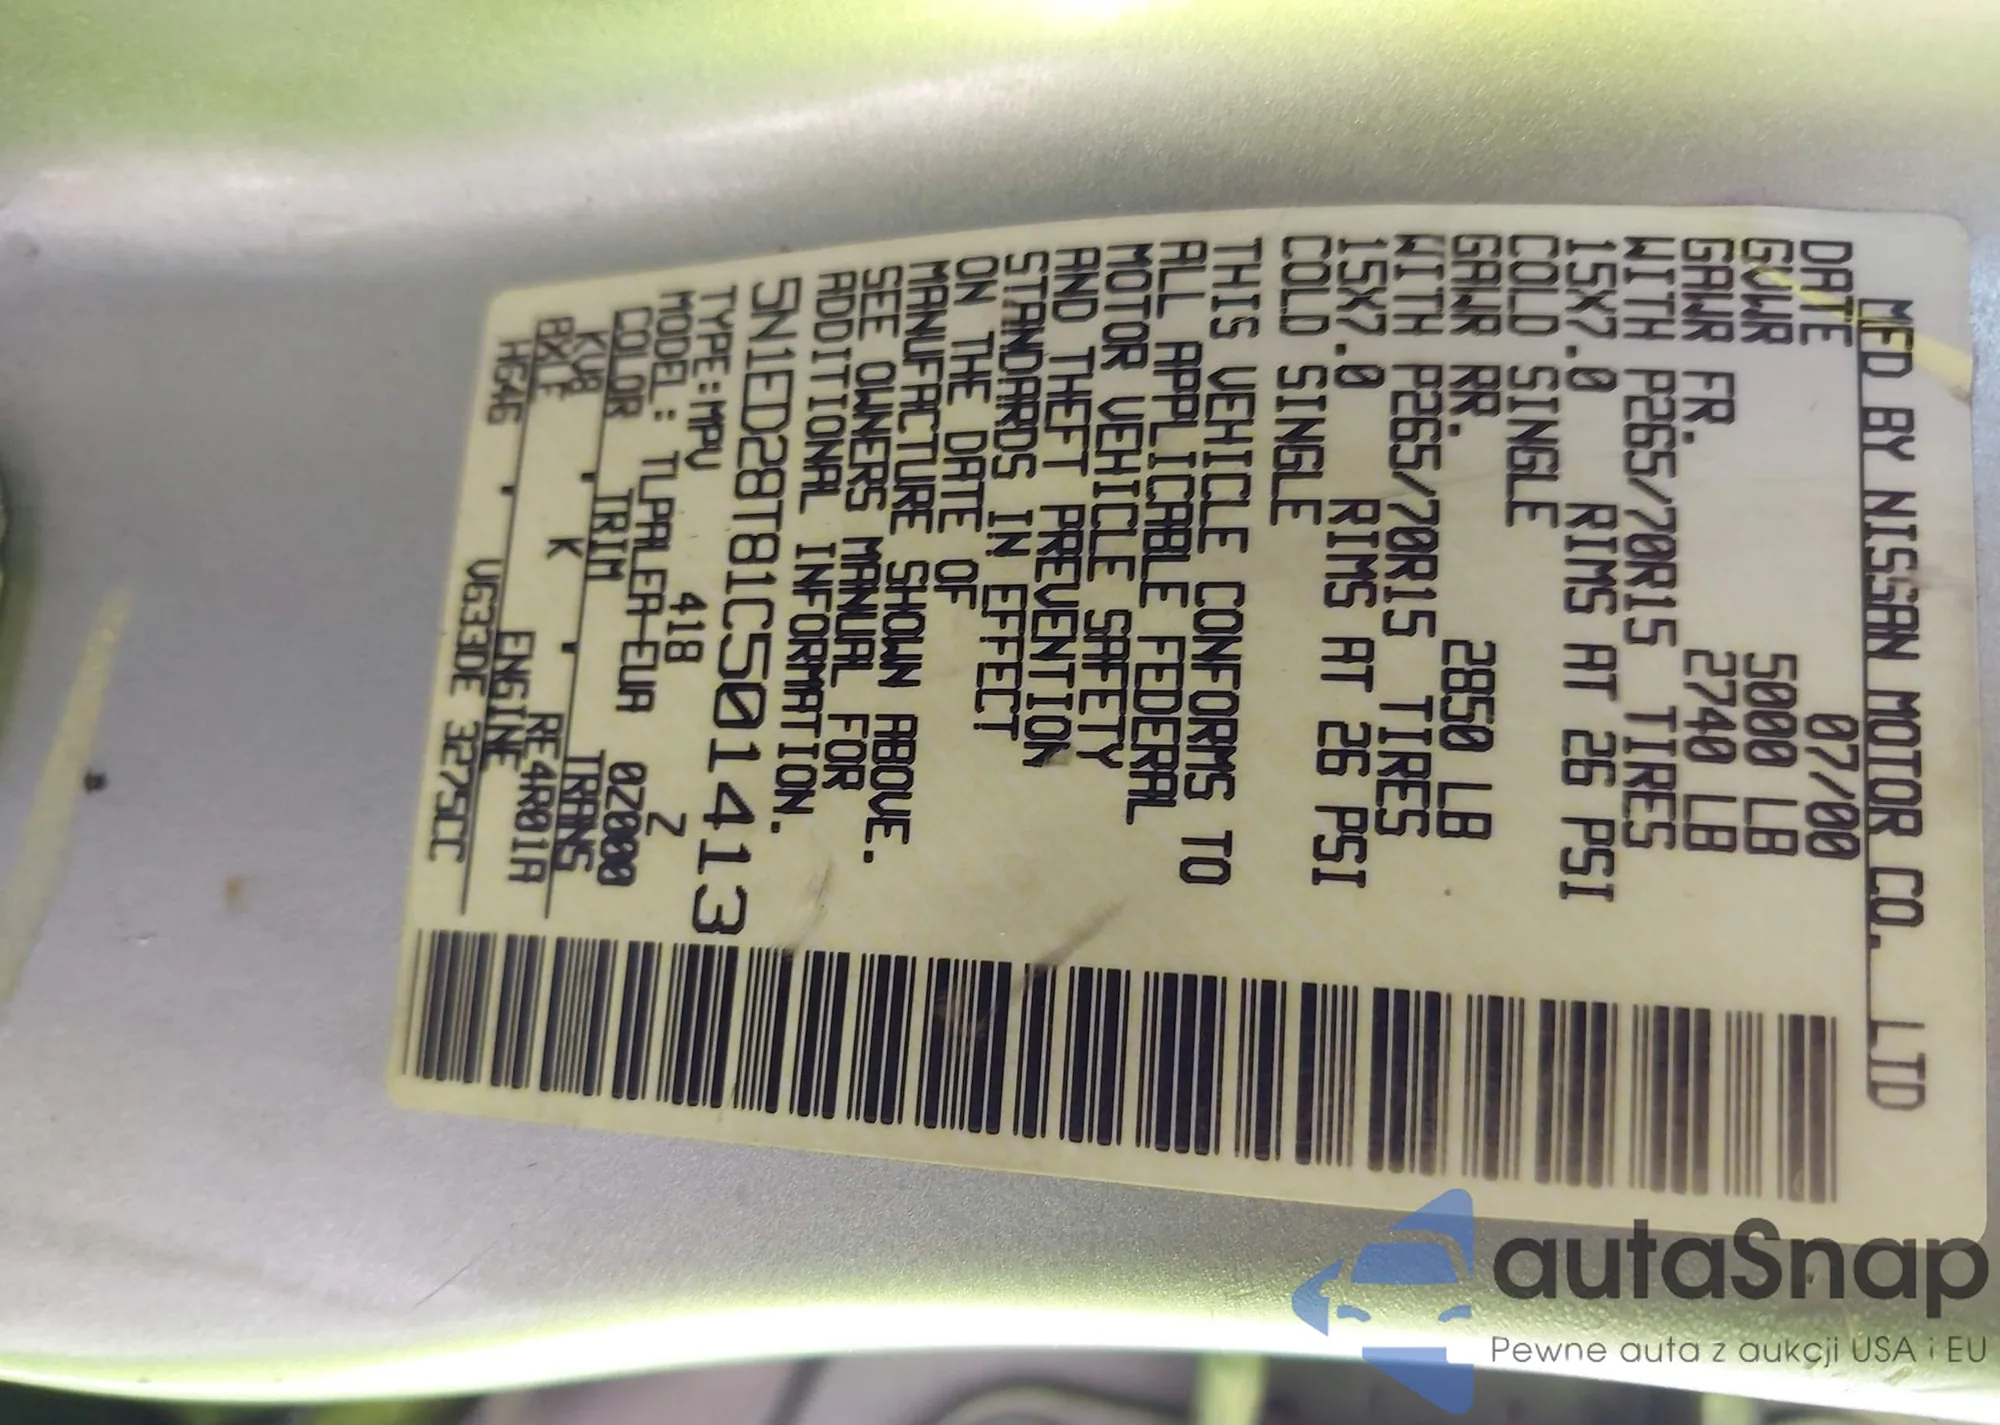 MFD BY NISSAN MOTOR CO. LTD
DATE 07/00
GVWR 5000 LB
GAWR FR. 2740 LB
WITH P265/70R15 TIRES
15X7.0 RIMS AT 26 PSI
COLD SINGLE
GAWR RR. 2850 LB
WITH P265/70R15 TIRES
15X7.0 RIMS AT 26 PSI
COLD SINGLE
THIS VEHICLE CONFORMS TO
ALL APPLICABLE FEDERAL
MOTOR VEHICLE SAFETY
AND THEFT PREVENTION
STANDARDS IN EFFECT
ON THE DATE OF
MANUFACTURE SHOWN ABOVE.
SEE OWNERS MANUAL FOR
ADDITIONAL INFORMATION.
5N1ED28T81C501413
TYPE:MPV 418 Z
MODEL: TLPALEA-EUA 0Z000
COLOR TRIM TRANS
KV8 K RE4R01A
AXLE ENGINE
HG46 VG33DE 3275CC
autaSnap
Pewne auta z aukcji USA i EU